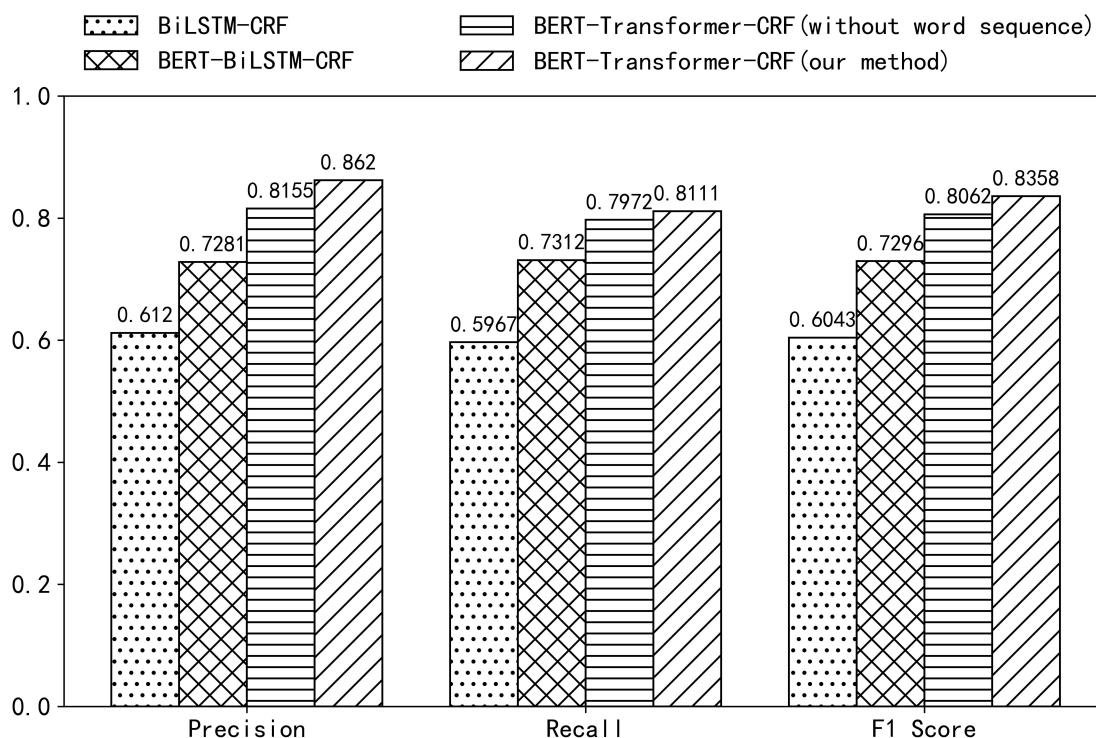 BiLSTM-CRF
BERT-BiLSTM-CRF
BERT-Transformer-CRF(without word sequence)
BERT-Transformer-CRF(our method)
1.0
0.8
0.6
0.4
0.2
0.0
0.612
0.7281
0.8155
0.862
0.5967
0.7312
0.7972
0.8111
0.6043
0.7296
0.8062
0.8358
Precision
Recall
F1 Score